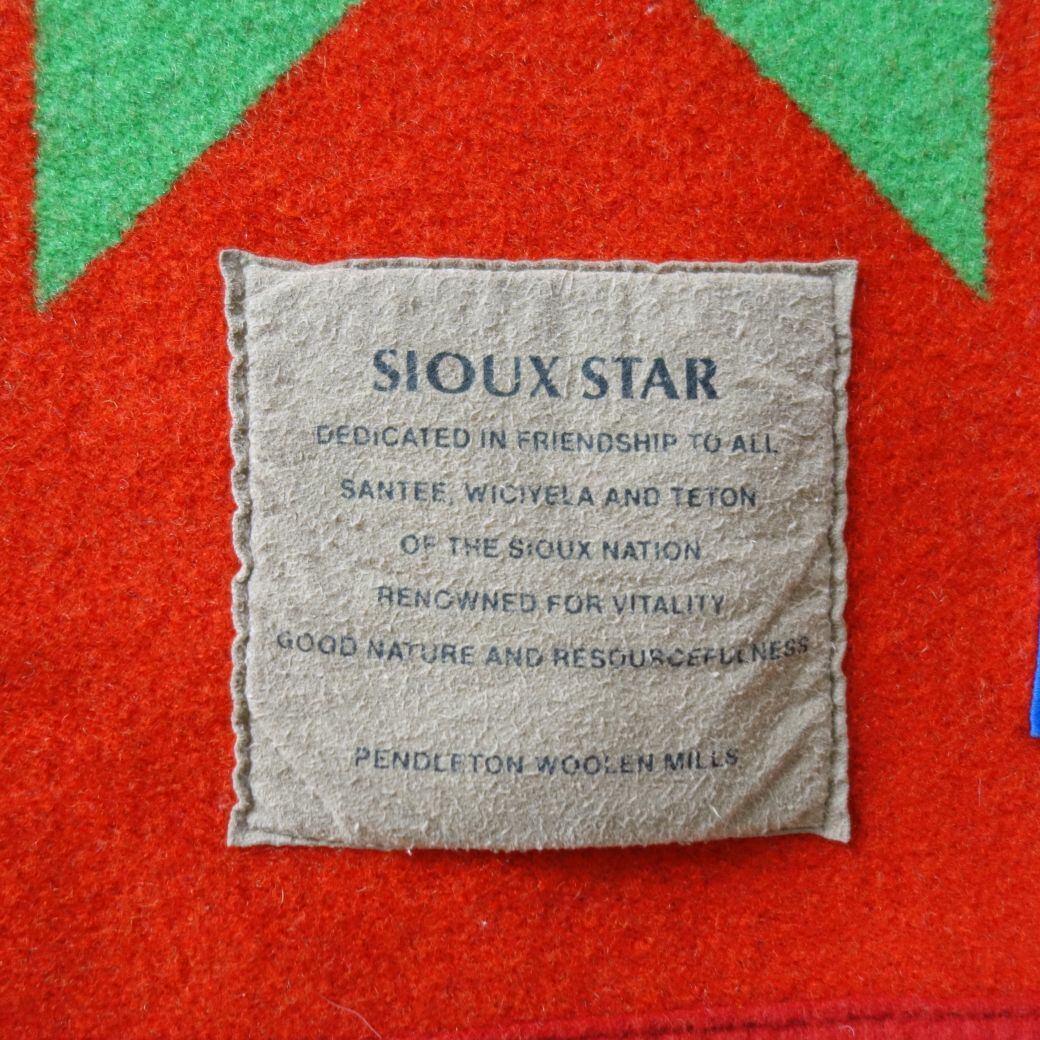 SIOUX STAR
DEDICATED IN FRIENDSHIP TO ALL
SANTEE, WICIYELA AND TETON
OF THE SIOUX NATION
RENOWNED FOR VITALITY
GOOD NATURE AND RESOURCEFULNESS
PENDLETON WOOLEN MILLS